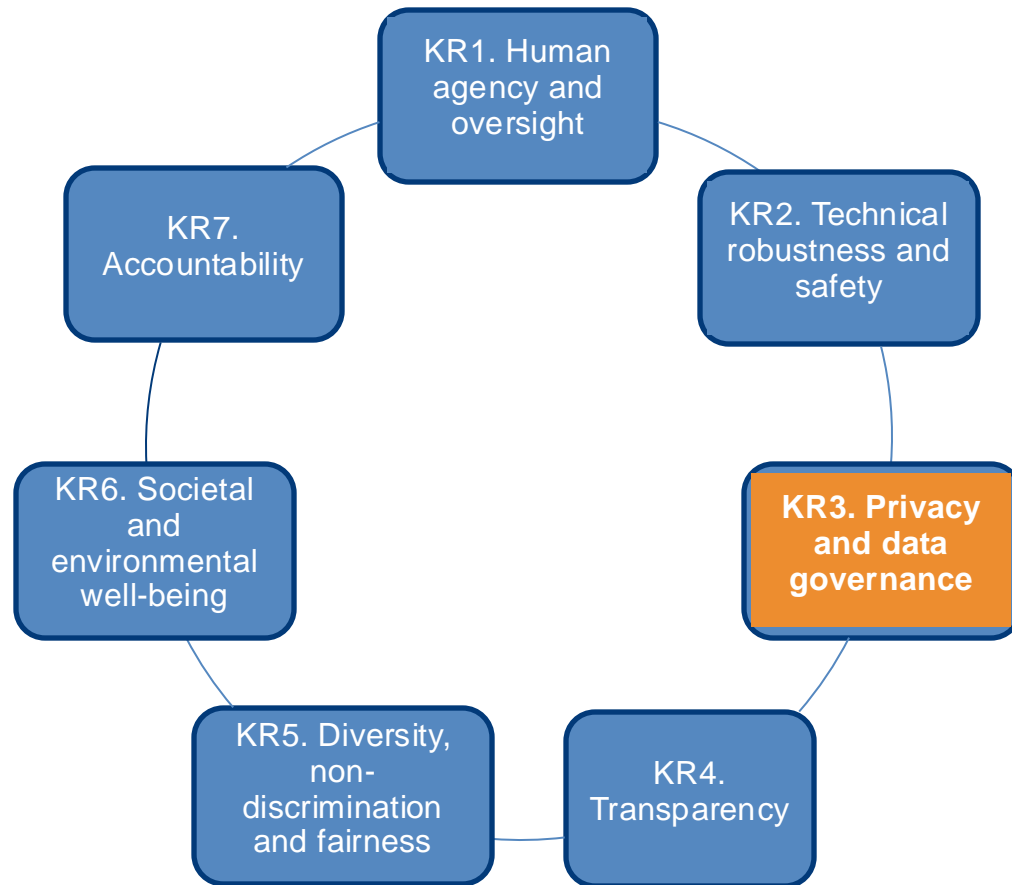 KR1. Human
agency and
oversight
KR2. Technical
robustness and
safety
KR3. Privacy
and data
governance
KR4.
Transparency
KR5. Diversity,
non-
discrimination
and fairness
KR6. Societal
and
environmental
well-being
KR7.
Accountability